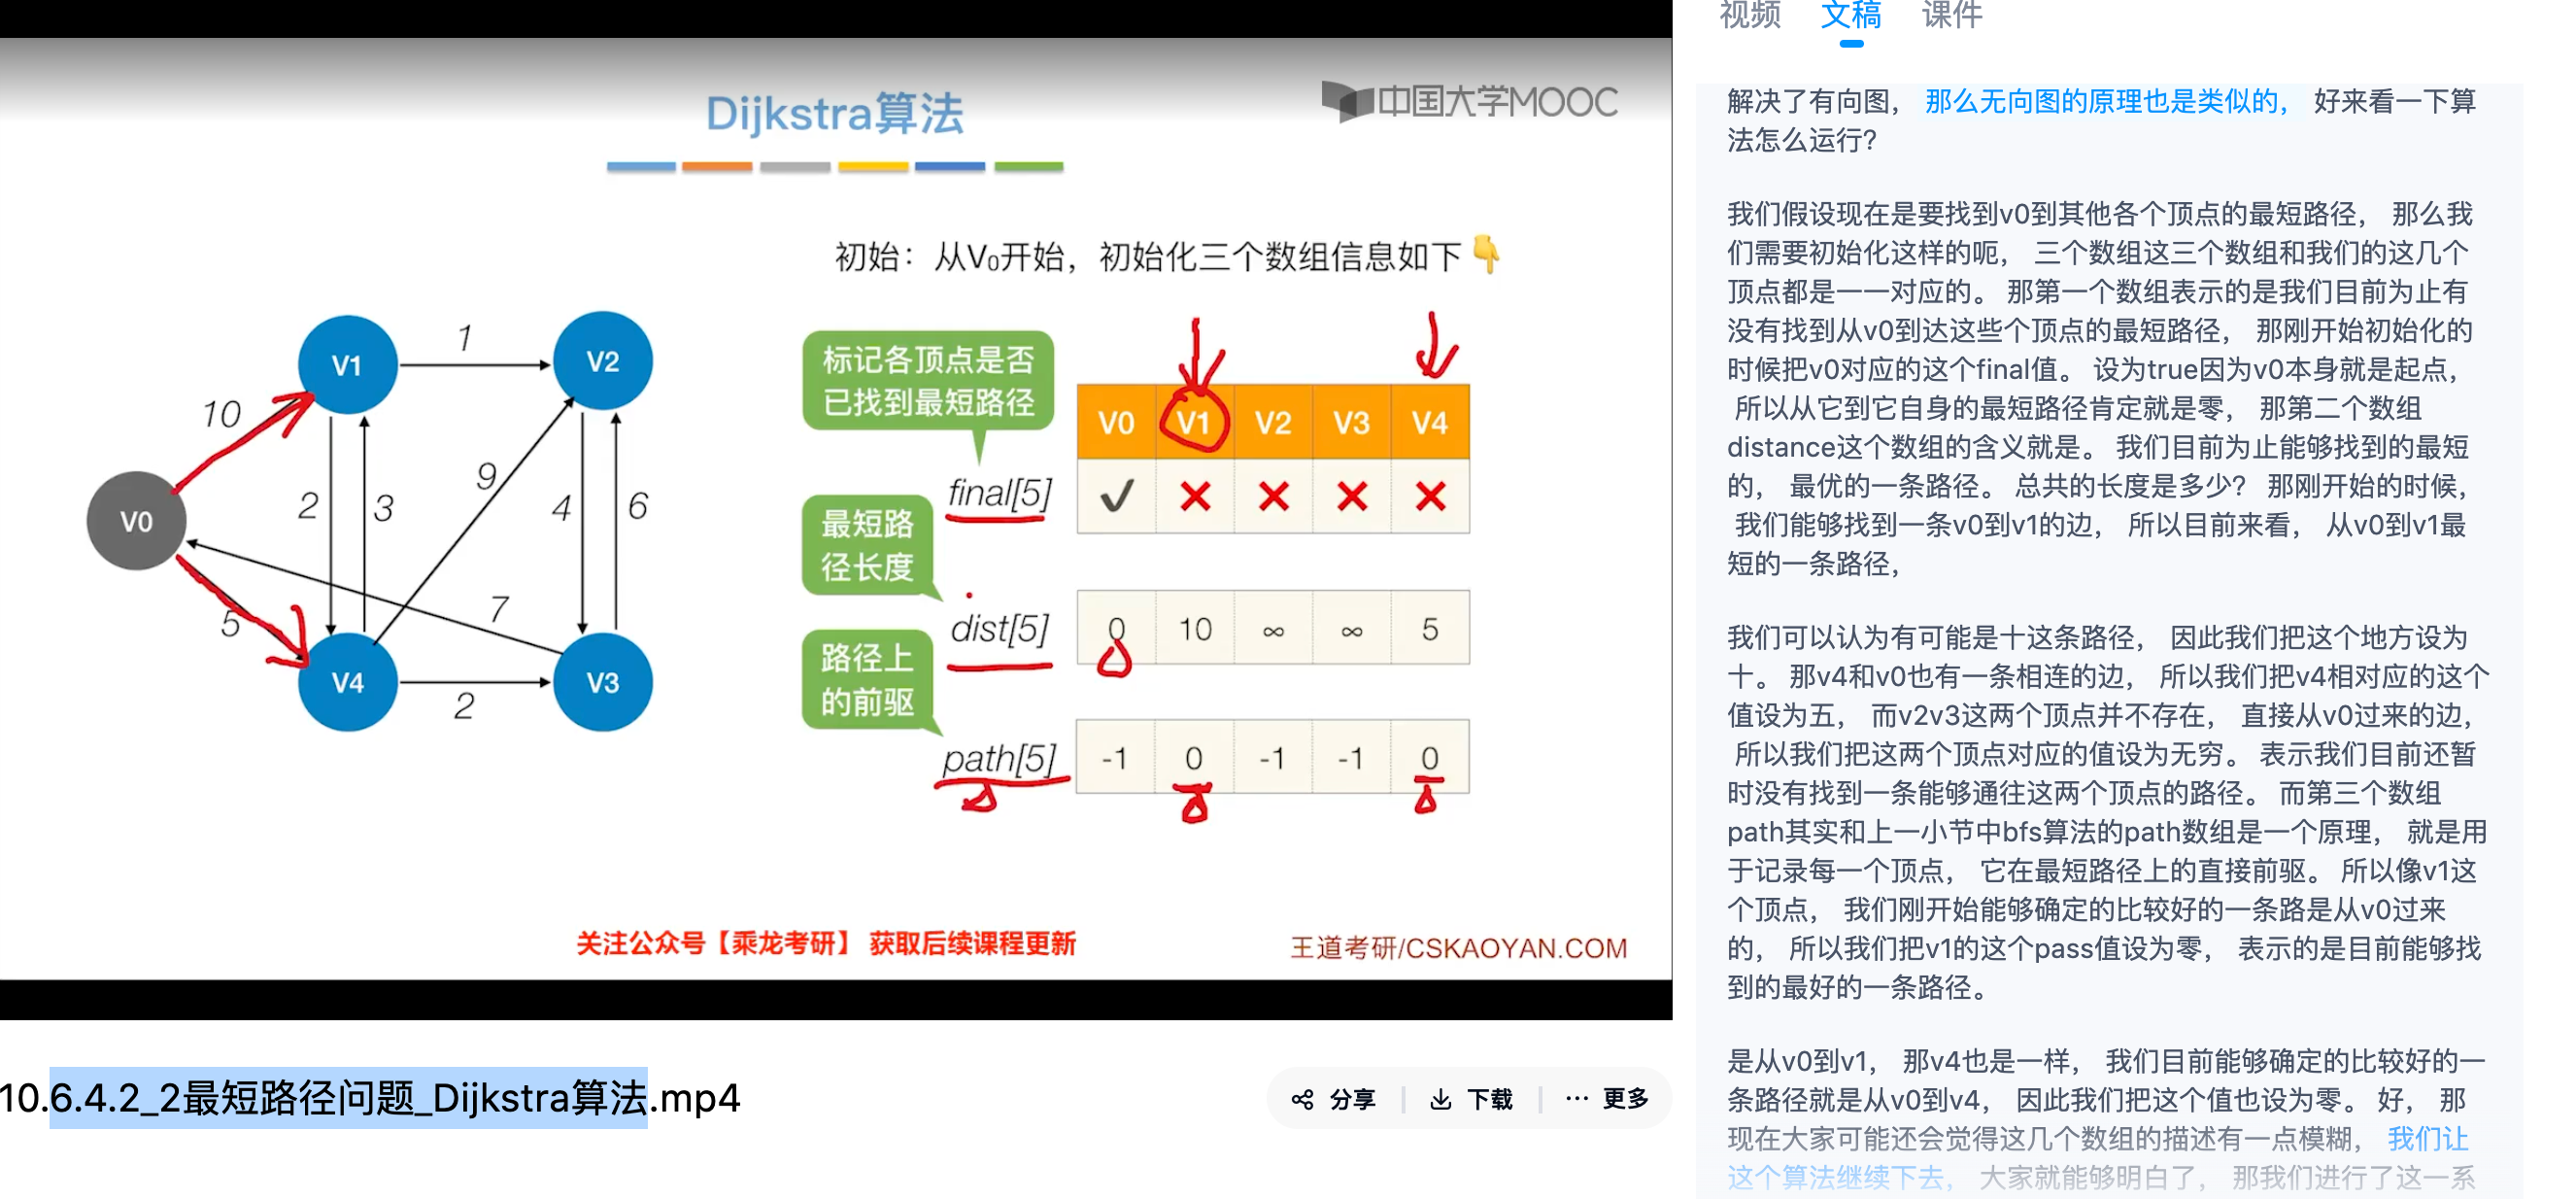 Dijkstra算法
中国大学MOOC
初始：从V₀开始，初始化三个数组信息如下👇
标记各顶点是否
已找到最短路径
V0 V1 V2 V3 V4
final[5] ✓ ✕ ✕ ✕ ✕
最短路
径长度
dist[5] 0 10 ∞ ∞ 5
路径上
的前驱
path[5] -1 0 -1 -1 0
V1
1
V2
10
9
2
3
4
6
V0
5
7
V4
2
V3
关注公众号【乘龙考研】 获取后续课程更新
王道考研/CSKAOYAN.COM
10.6.4.2_2最短路径问题_Dijkstra算法.mp4
分享
下载
··· 更多
视频 文稿 课件
解决了有向图， 那么无向图的原理也是类似的， 好来看一下算
法怎么运行？
我们假设现在是要找到v0到其他各个顶点的最短路径， 那么我
们需要初始化这样的呃， 三个数组这三个数组和我们的这几个
顶点都是一一对应的。 那第一个数组表示的是我们目前为止有
没有找到从v0到达这些个顶点的最短路径， 那刚开始初始化的
时候把v0对应的这个final值。 设为true因为v0本身就是起点，
所以从它到它自身的最短路径肯定就是零， 那第二个数组
distance这个数组的含义就是。 我们目前为止能够找到的最短
的， 最优的一条路径。 总共的长度是多少？ 那刚开始的时候，
我们能够找到一条v0到v1的边， 所以目前来看， 从v0到v1最
短的一条路径，
我们可以认为有可能是十这条路径， 因此我们把这个地方设为
十。 那v4和v0也有一条相连的边， 所以我们把v4相对应的这个
值设为五， 而v2v3这两个顶点并不存在， 直接从v0过来的边，
所以我们把这两个顶点对应的值设为无穷。 表示我们目前还暂
时没有找到一条能够通往这两个顶点的路径。 而第三个数组
path其实和上一小节中bfs算法的path数组是一个原理， 就是用
于记录每一个顶点， 它在最短路径上的直接前驱。 所以像v1这
个顶点， 我们刚开始能够确定的比较好的一条路是从v0过来
的， 所以我们把v1的这个pass值设为零， 表示的是目前能够找
到的最好的一条路径。
是从v0到v1， 那v4也是一样， 我们目前能够确定的比较好的一
条路径就是从v0到v4， 因此我们把这个值也设为零。 好， 那
现在大家可能还会觉得这几个数组的描述有一点模糊， 我们让
这个算法继续下去， 大家就能够明白了， 那我们进行了这一系